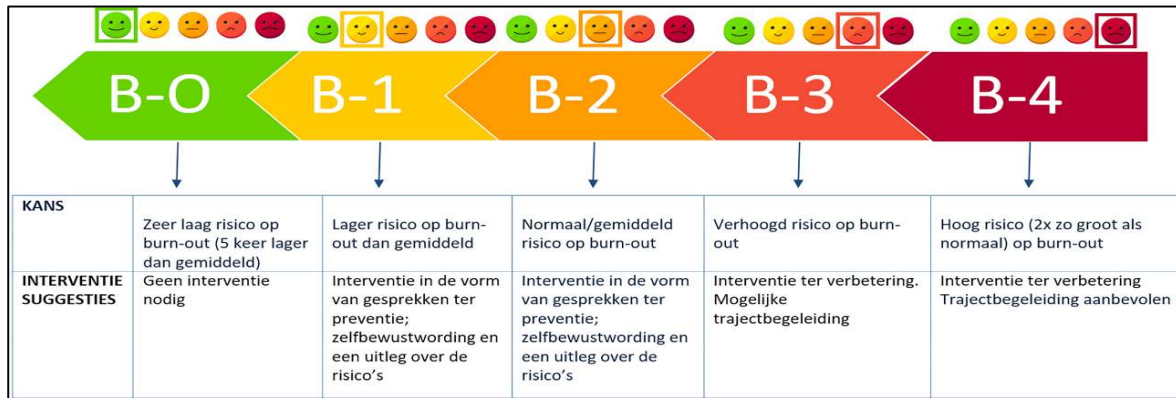 B-0
B-1
B-2
B-3
B-4
KANS
Zeer laag risico op
burn-out (5 keer lager
dan gemiddeld)
Lager risico op burn-
out dan gemiddeld
Normaal/gemiddeld
risico op burn-out
Verhoogd risico op burn-
out
Hoog risico (2x zo groot als
normaal) op burn-out
INTERVENTIE
SUGGESTIES
Geen interventie
nodig
Interventie in de vorm
van gesprekken ter
preventie;
zelfbewustwording en
een uitleg over de
risico's
Interventie in de vorm
van gesprekken ter
preventie;
zelfbewustwording en
een uitleg over de
risico's
Interventie ter verbetering.
Mogelijke
trajectbegeleiding
Interventie ter verbetering
Trajectbegeleiding aanbevolen